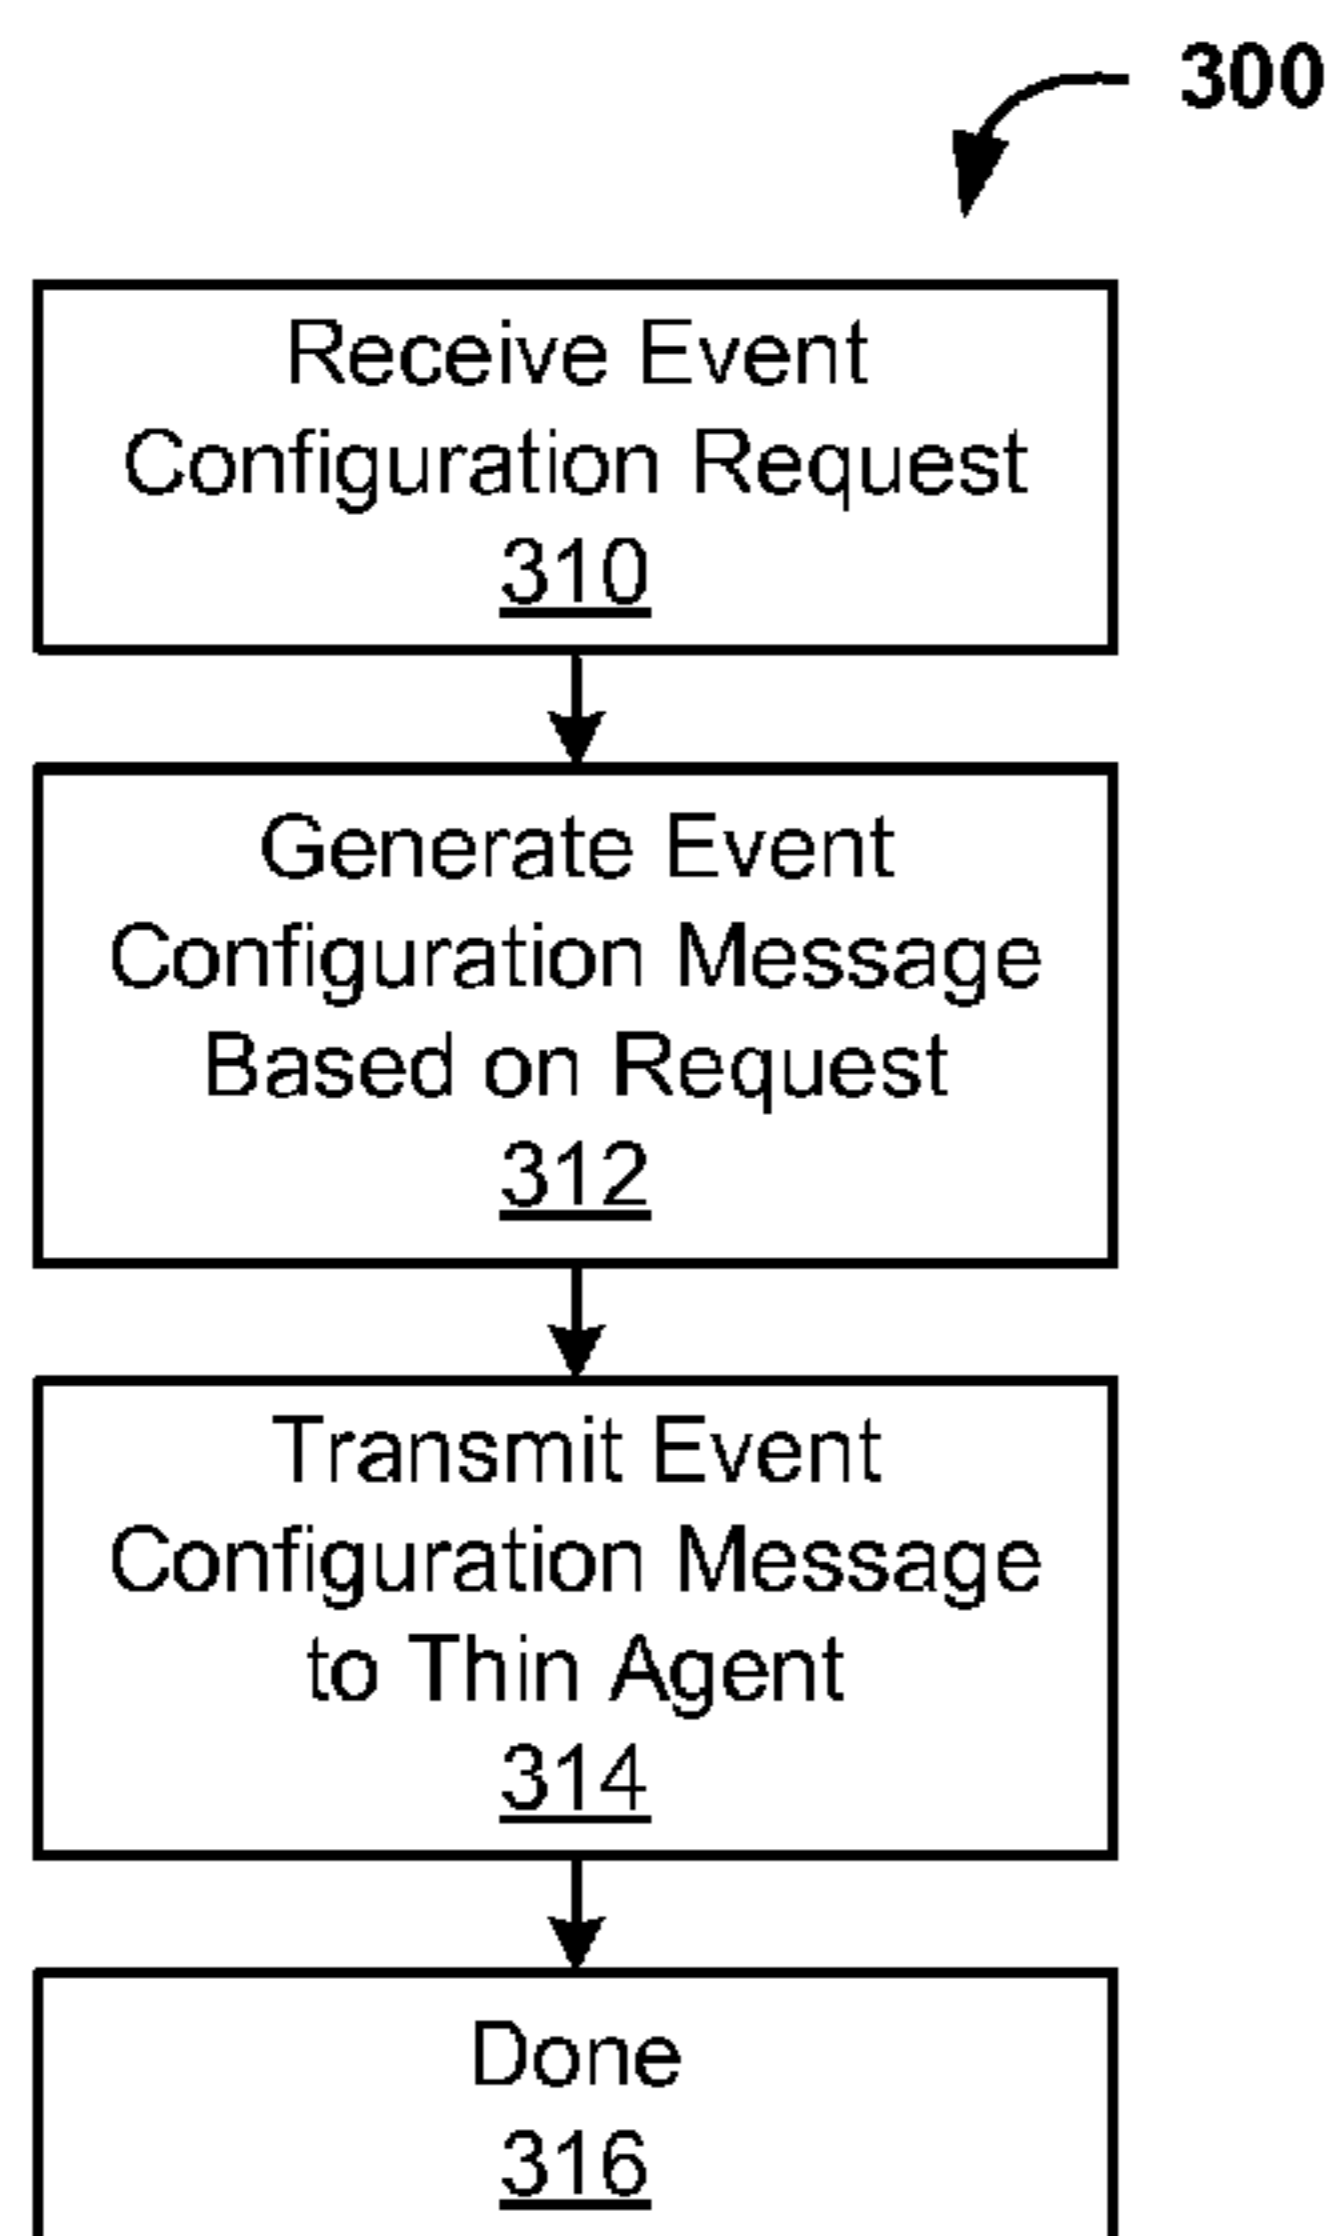 300
Receive Event
Configuration Request
310
Generate Event
Configuration Message
Based on Request
312
Transmit Event
Configuration Message
to Thin Agent
314
Done
316